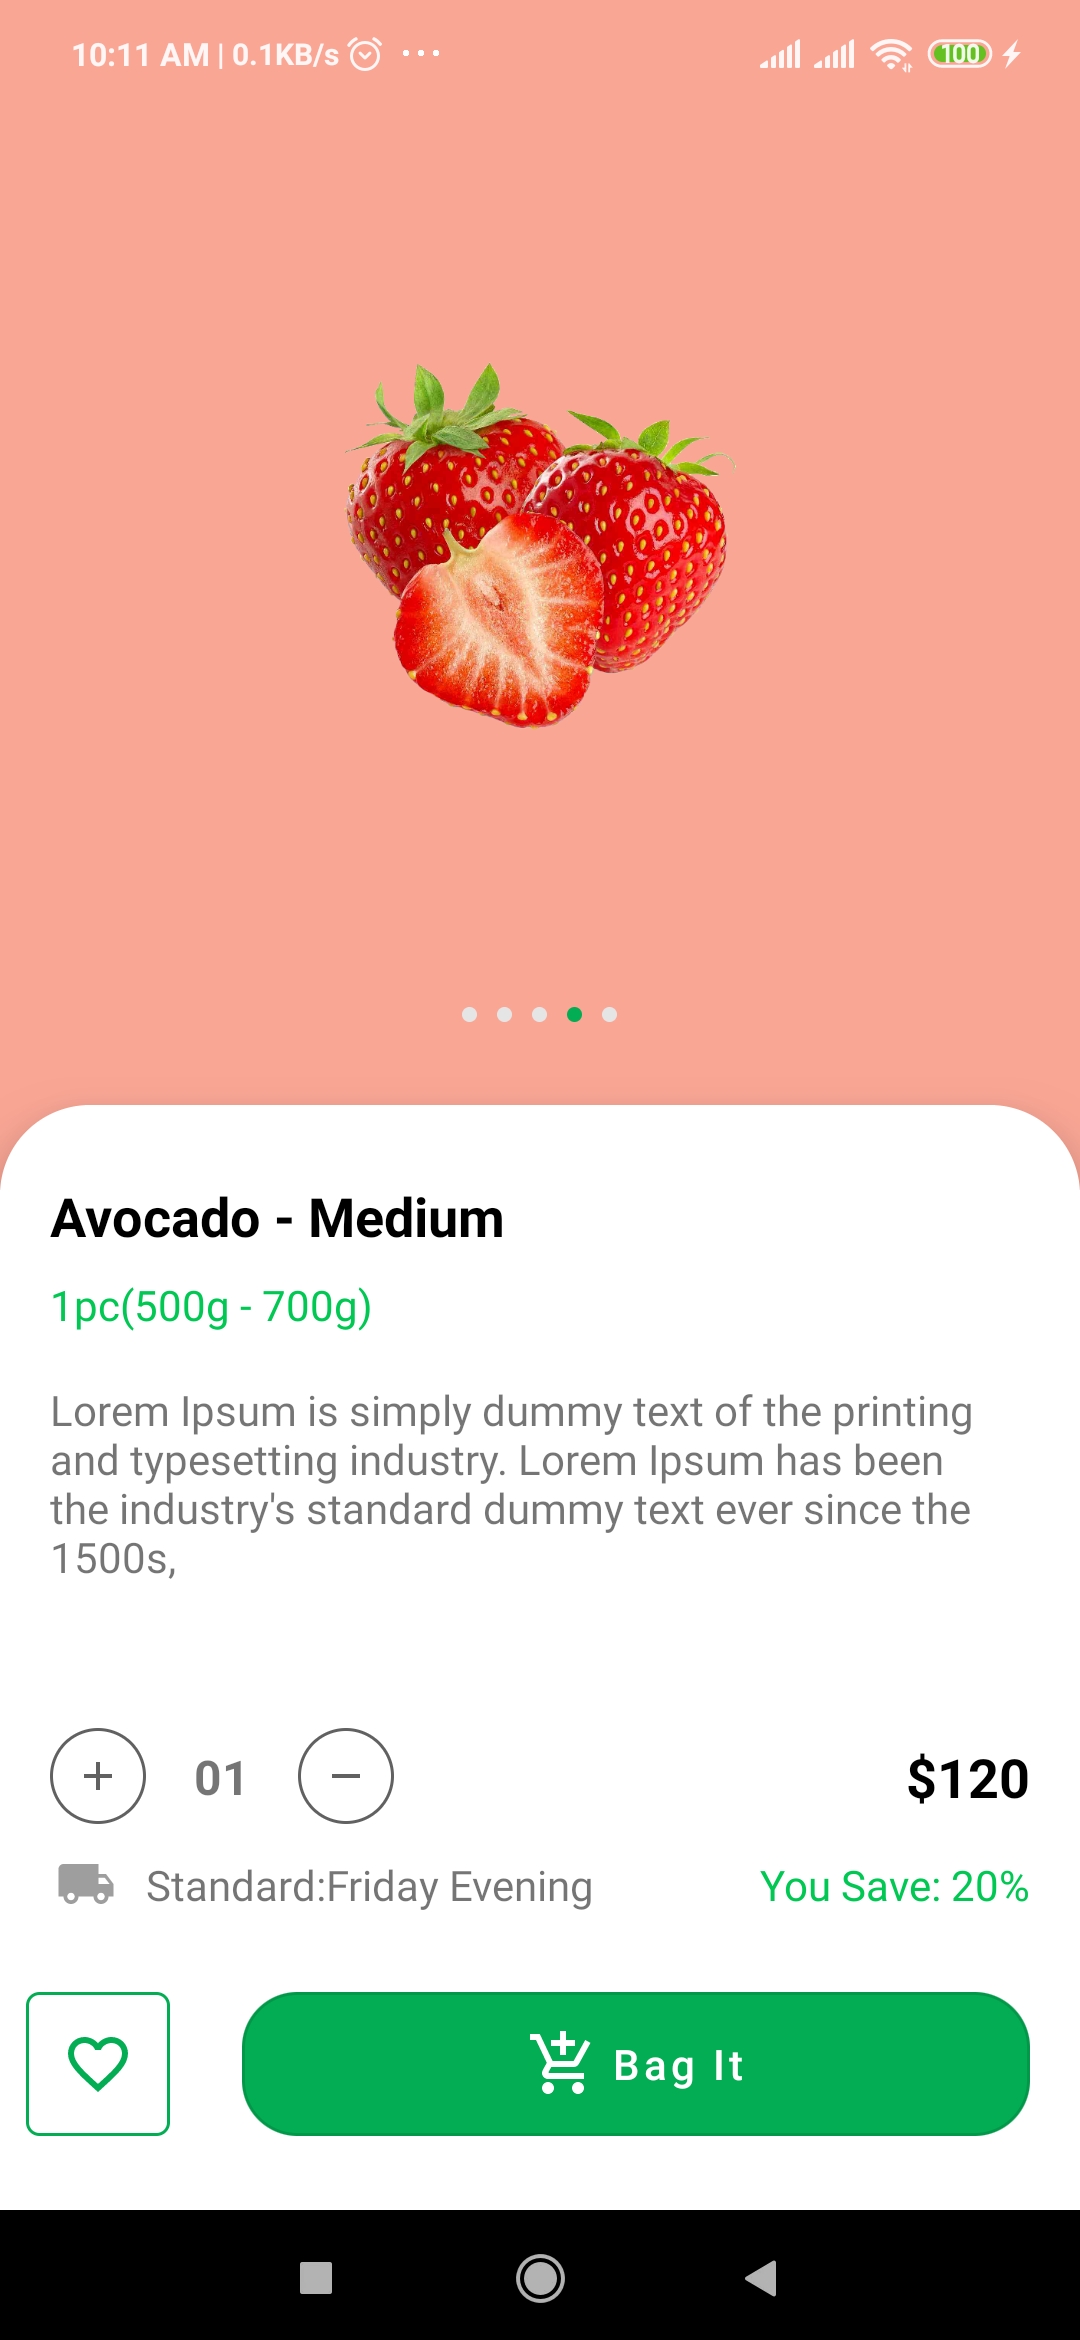 10:11 AM | 0.1KB/s
100
Avocado - Medium
1pc(500g - 700g)
Lorem Ipsum is simply dummy text of the printing
and typesetting industry. Lorem Ipsum has been
the industry's standard dummy text ever since the
1500s,
01
$120
Standard:Friday Evening
You Save: 20%
Bag It